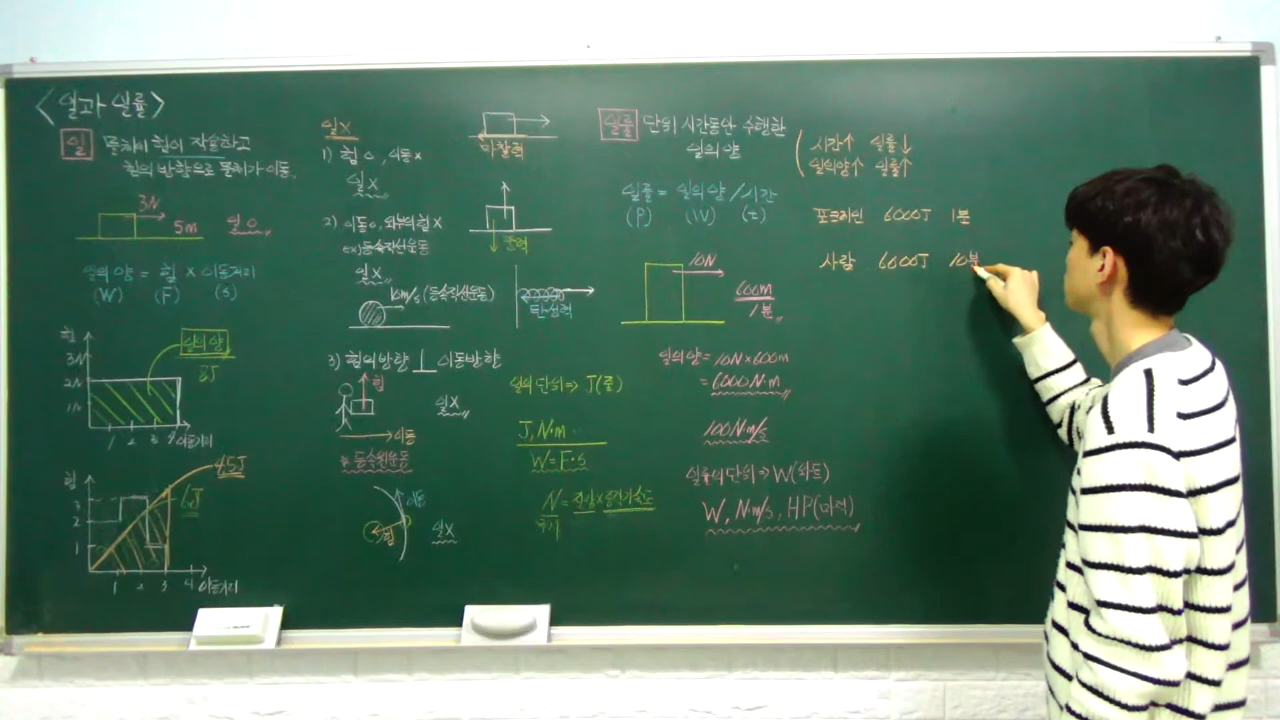 <일과 일률>
일 물체에 힘이 작용하고
힘의 방향으로 물체가 이동.
3N
5m 일 O
일의 양 = 힘 x 이동거리
(W) (F) (s)
힘
3N
2N
1N
1 2 3 4 이동거리
일의 양
8J
힘
3
2
1
1 2 3 4 이동거리
4.5J
6J
일X
1) 힘 O, 이동 X
일X
마찰력
2) 이동 O, 외부의 힘 X
ex) 등속직선운동
일X
중력
10m/s (등속직선운동)
탄성력
3) 힘의 방향 ⊥ 이동방향
힘
일X
이동
* 등속원운동
이동
힘
일X
일의 단위 => J(줄)
J, N·m
W = F·s
N = 질량 x 중력가속도
무게
일률 단위 시간동안 수행한
일의 양
일률 = 일의 양 / 시간
(P) (W) (t)
10N
600m
1분
일의 양 = 10N x 600m
= 6000N·m
100N·m/s
일률의 단위 => W(와트)
W, N·m/s, HP(마력)
시간↑ 일률↓
일의양↑ 일률↑
포크레인 6000J 1분
사람 6000J 10분